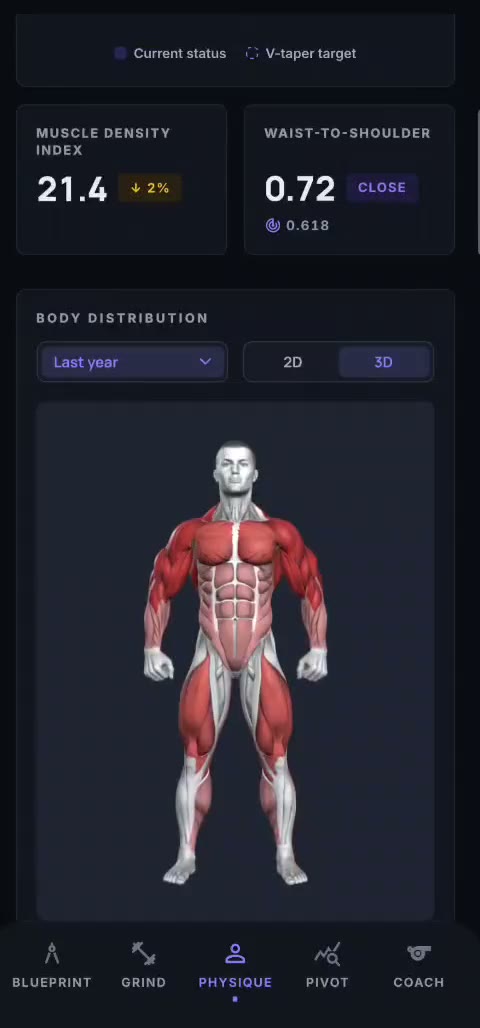 Current status
V-taper target
MUSCLE DENSITY
INDEX
21.4
↓ 2%
WAIST-TO-SHOULDER
0.72
CLOSE
0.618
BODY DISTRIBUTION
Last year
2D
3D
BLUEPRINT
GRIND
PHYSIQUE
PIVOT
COACH